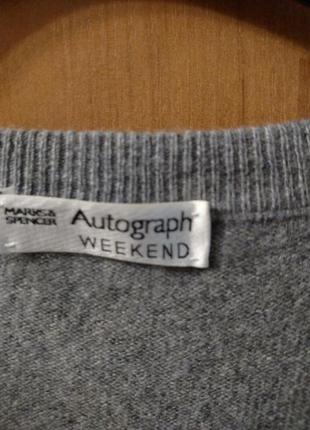 MARKS &
SPENCER
Autograph
WEEKEND